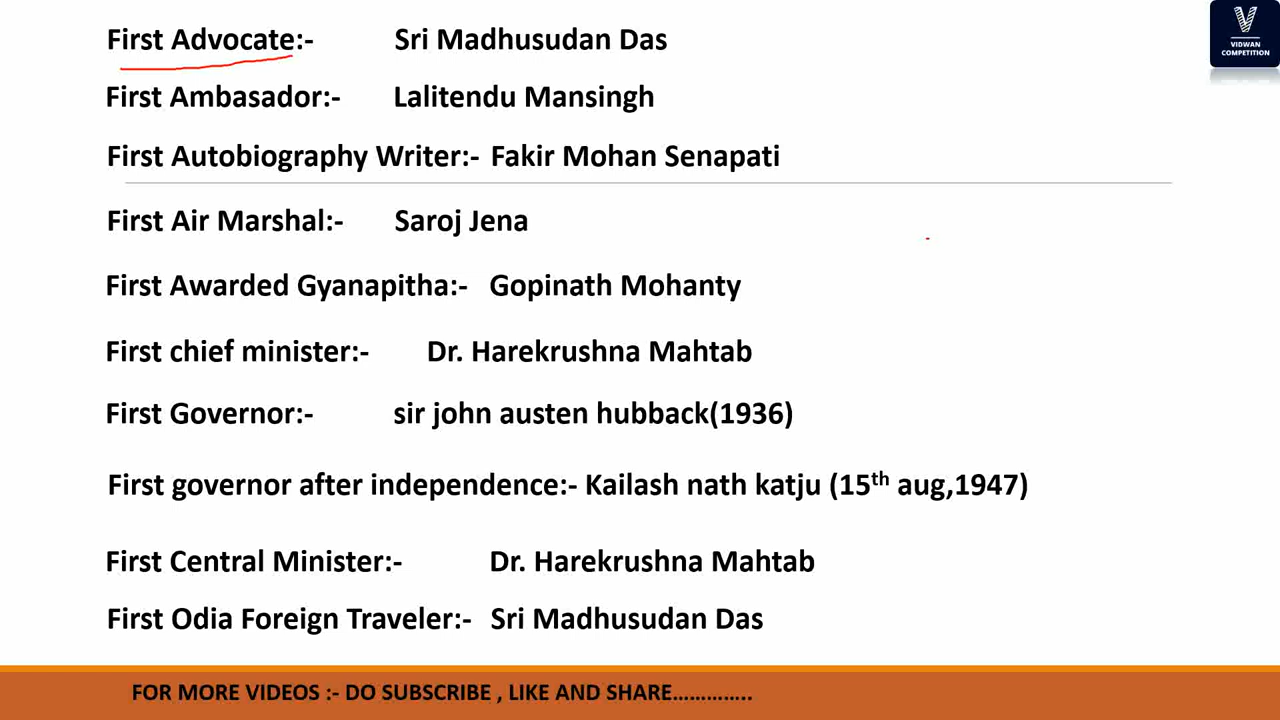 First Advocate:- Sri Madhusudan Das
VIDWAN
COMPETITION
First Ambasador:- Lalitendu Mansingh
First Autobiography Writer:- Fakir Mohan Senapati
First Air Marshal:- Saroj Jena
First Awarded Gyanapitha:- Gopinath Mohanty
First chief minister:- Dr. Harekrushna Mahtab
First Governor:- sir john austen hubback(1936)
First governor after independence:- Kailash nath katju (15th aug,1947)
First Central Minister:- Dr. Harekrushna Mahtab
First Odia Foreign Traveler:- Sri Madhusudan Das
FOR MORE VIDEOS :- DO SUBSCRIBE , LIKE AND SHARE…………..